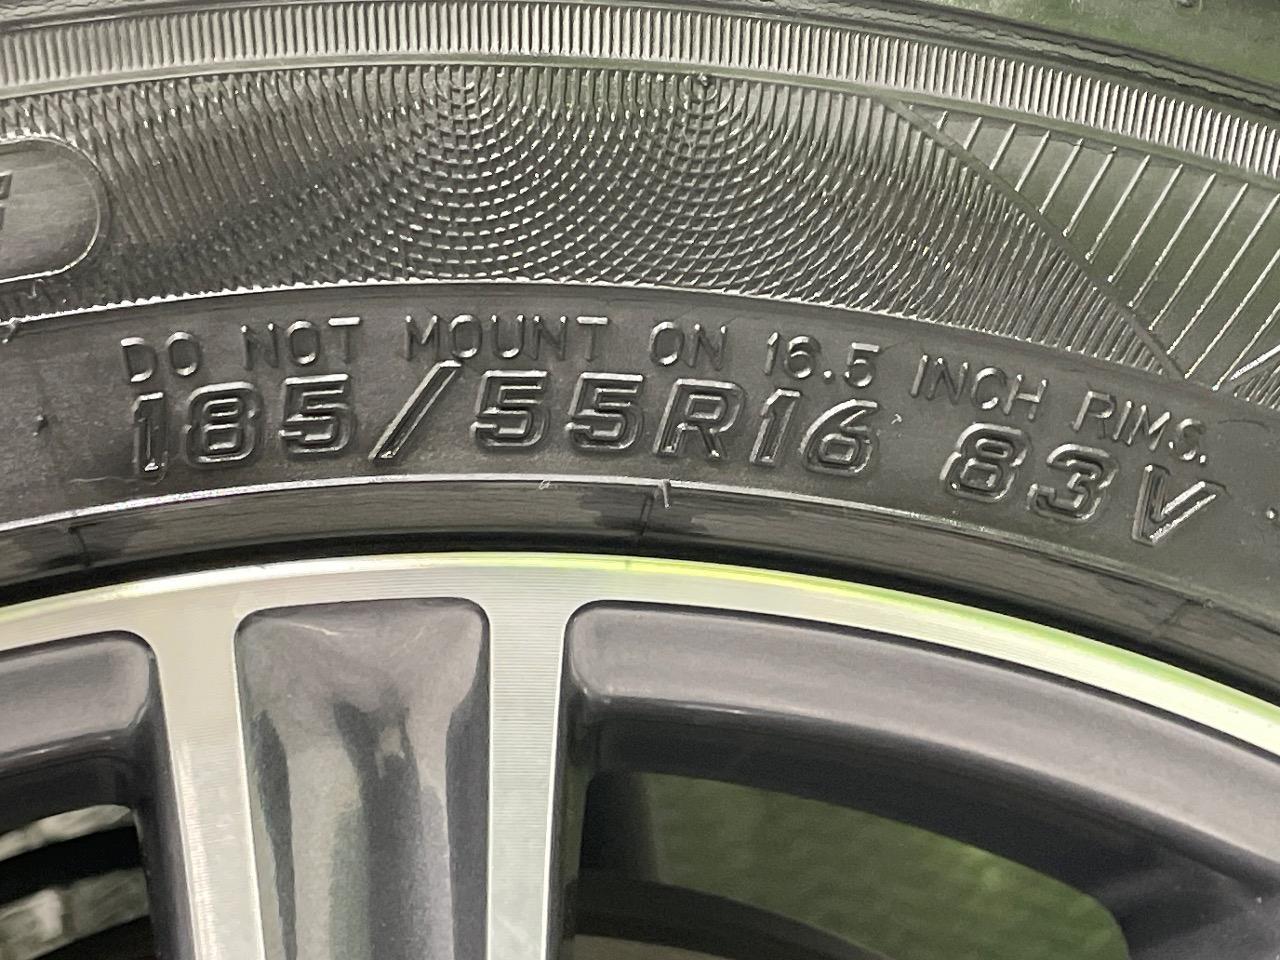 DO NOT MOUNT ON 16.5 INCH RIMS.
185/55R16 83V